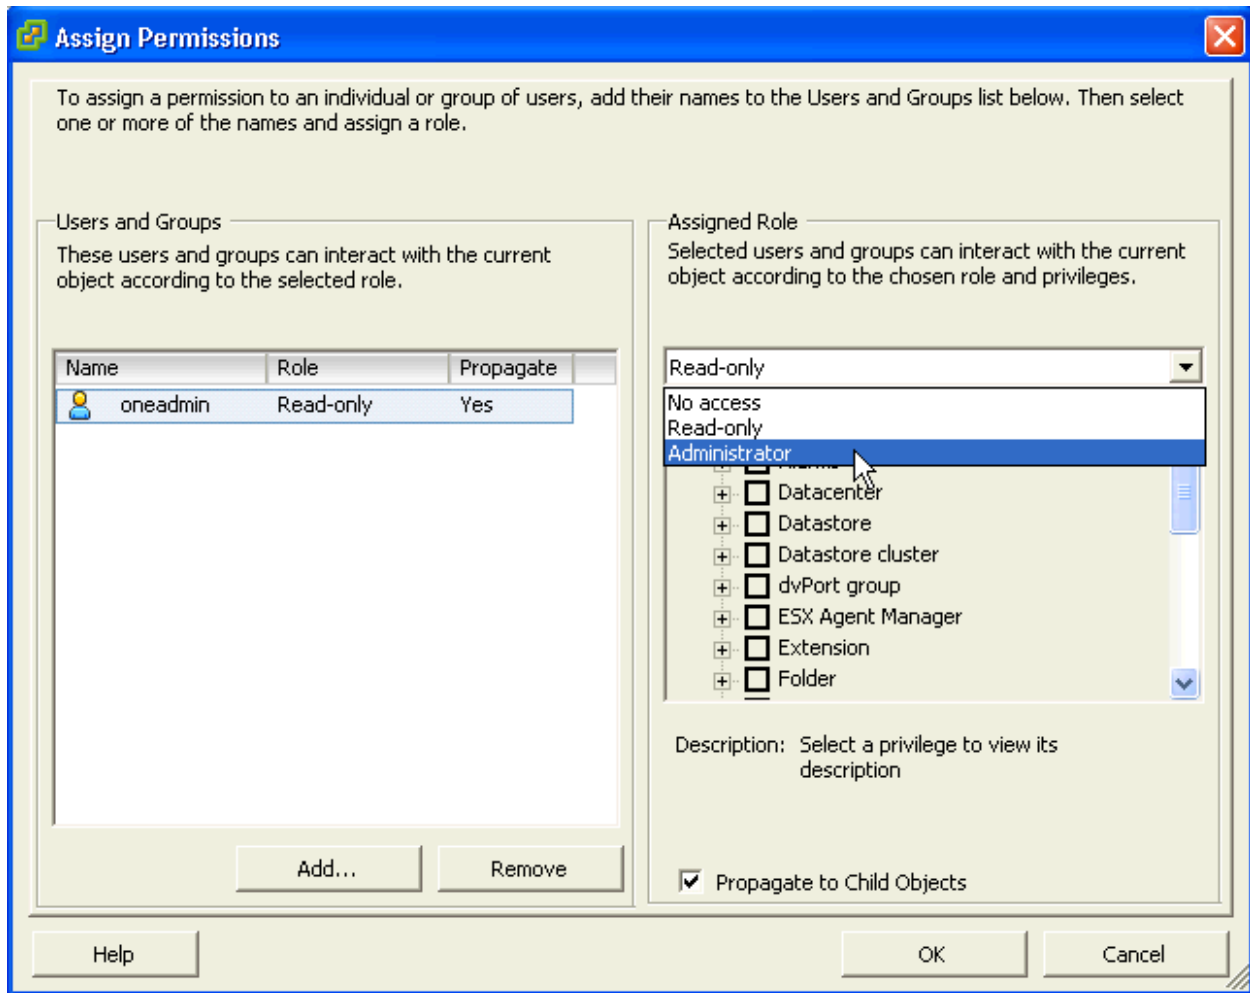 Assign Permissions
To assign a permission to an individual or group of users, add their names to the Users and Groups list below. Then select
one or more of the names and assign a role.
Users and Groups
These users and groups can interact with the current
object according to the selected role.
Name Role Propagate
oneadmin Read-only Yes
Add...
Remove
Assigned Role
Selected users and groups can interact with the current
object according to the chosen role and privileges.
Read-only
No access
Read-only
Administrator
Datacenter
Datastore
Datastore cluster
dvPort group
ESX Agent Manager
Extension
Folder
Description: Select a privilege to view its
description
Propagate to Child Objects
Help
OK
Cancel